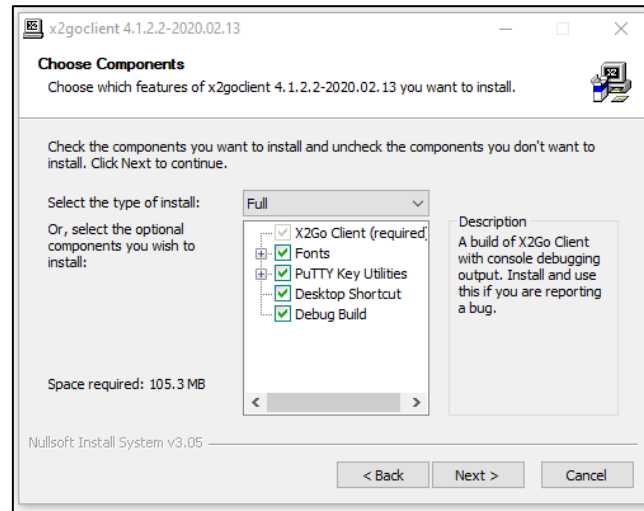 x2goclient 4.1.2.2-2020.02.13
Choose Components
Choose which features of x2goclient 4.1.2.2-2020.02.13 you want to install.
Check the components you want to install and uncheck the components you don't want to
install. Click Next to continue.
Select the type of install:
Full
Or, select the optional
components you wish to
install:
X2Go Client (required)
Fonts
PuTTY Key Utilities
Desktop Shortcut
Debug Build
Description
A build of X2Go Client
with console debugging
output. Install and use
this if you are reporting
a bug.
Space required: 105.3 MB
Nullsoft Install System v3.05
< Back
Next >
Cancel